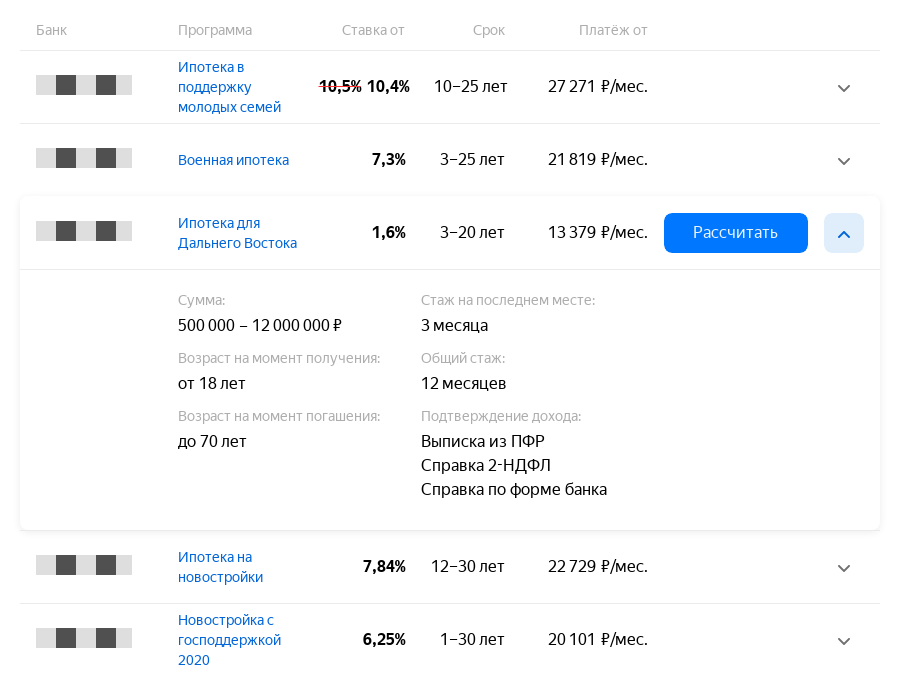 Банк Программа Ставка от Срок Платёж от
Ипотека в
поддержку
молодых семей
10,5% 10,4% 10–25 лет 27 271 ₽/мес.
Военная ипотека 7,3% 3–25 лет 21 819 ₽/мес.
Ипотека для
Дальнего Востока
1,6% 3–20 лет 13 379 ₽/мес. Рассчитать
Сумма:
500 000 – 12 000 000 ₽
Возраст на момент получения:
от 18 лет
Возраст на момент погашения:
до 70 лет
Стаж на последнем месте:
3 месяца
Общий стаж:
12 месяцев
Подтверждение дохода:
Выписка из ПФР
Справка 2-НДФЛ
Справка по форме банка
Ипотека на
новостройки
7,84% 12–30 лет 22 729 ₽/мес.
Новостройка с
господдержкой
2020
6,25% 1–30 лет 20 101 ₽/мес.